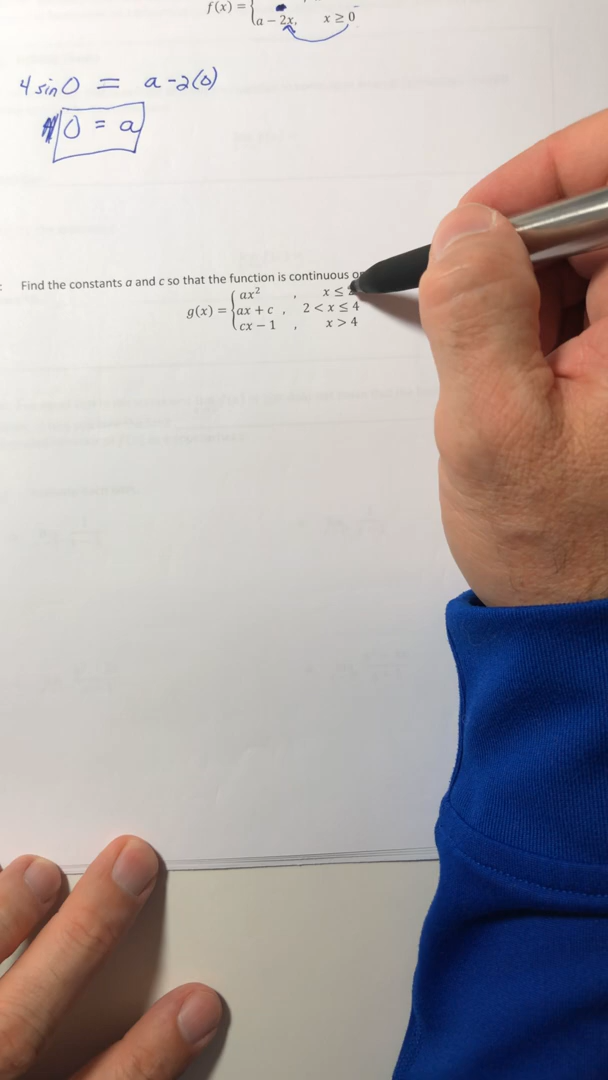 f(x) = {
a − 2x, x ≥ 0
4 sin 0 = a − 2(0)
0 = a
Find the constants a and c so that the function is continuous
ax² , x ≤
g(x) = { ax + c , 2 < x ≤ 4
cx − 1 , x > 4